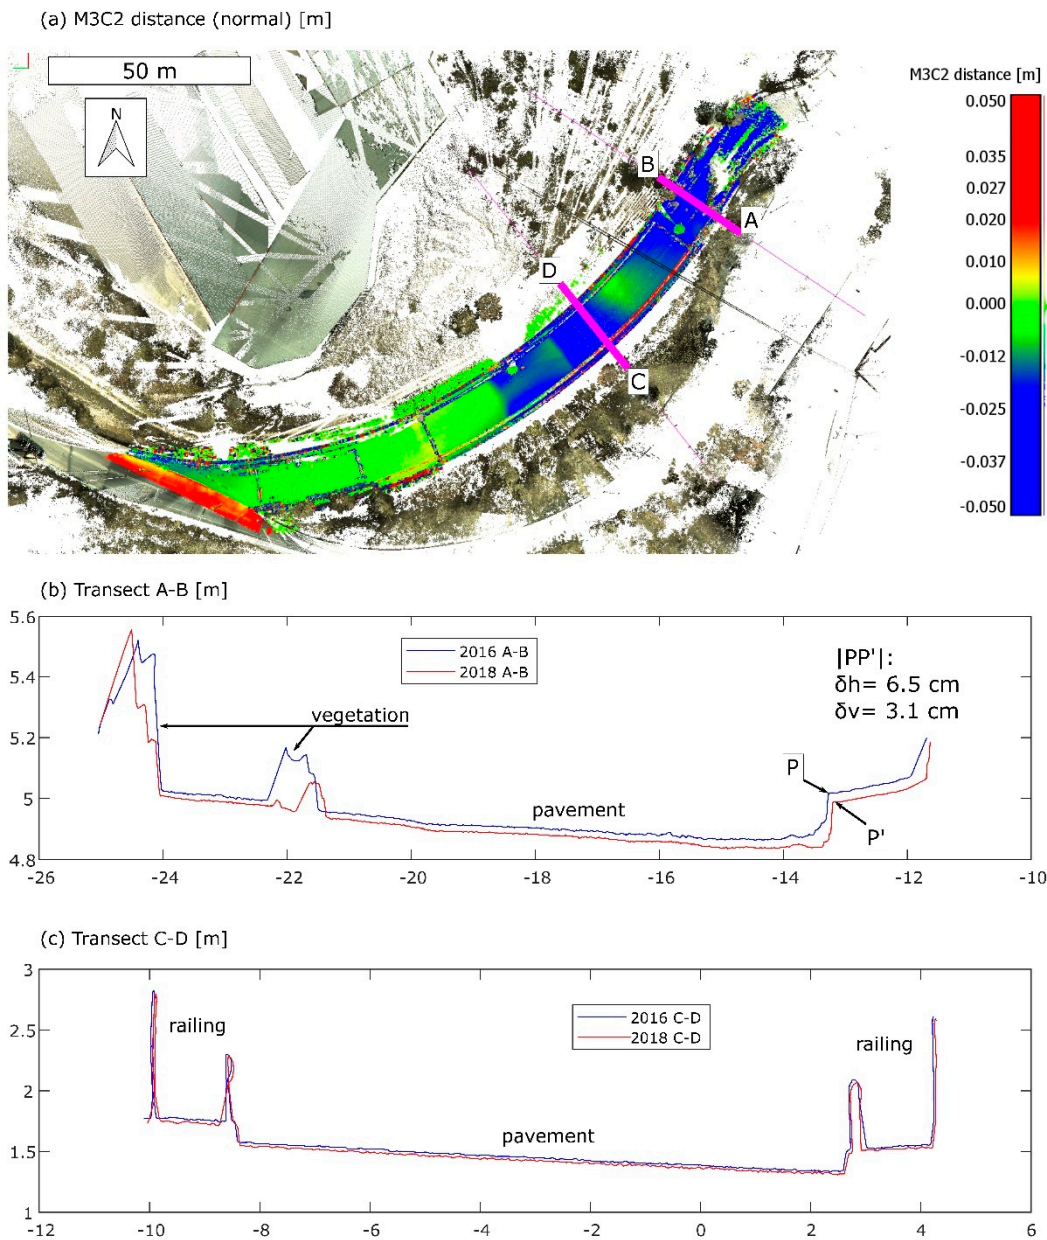 (a) M3C2 distance (normal) [m]
50 m
N
M3C2 distance [m]
0.050
0.035
0.027
0.020
0.010
0.000
-0.012
-0.025
-0.037
-0.050
B
A
D
C
(b) Transect A-B [m]
5.6
5.4
5.2
5
4.8
2016 A-B
2018 A-B
|PP'|:
δh= 6.5 cm
δv= 3.1 cm
vegetation
P
pavement
P'
-26 -24 -22 -20 -18 -16 -14 -12 -10
(c) Transect C-D [m]
3
2.5
2
1.5
1
railing
2016 C-D
2018 C-D
railing
pavement
-12 -10 -8 -6 -4 -2 0 2 4 6